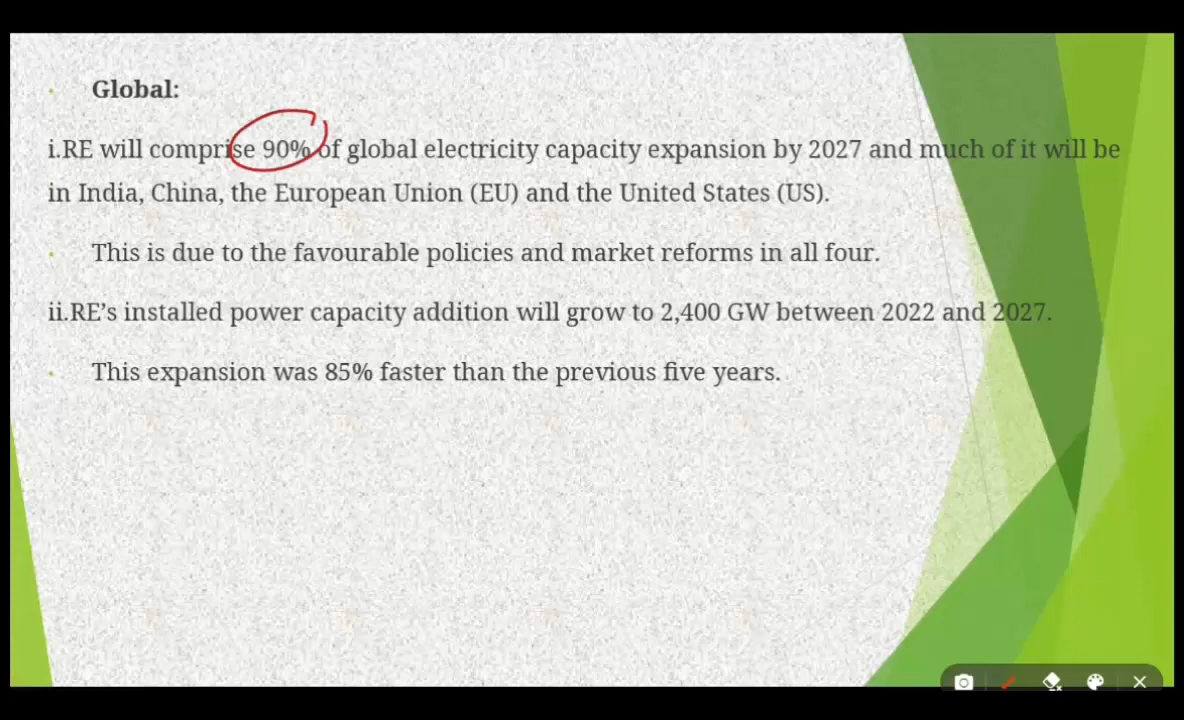 Global:
i.RE will comprise 90% of global electricity capacity expansion by 2027 and much of it will be
in India, China, the European Union (EU) and the United States (US).
This is due to the favourable policies and market reforms in all four.
ii.RE’s installed power capacity addition will grow to 2,400 GW between 2022 and 2027.
This expansion was 85% faster than the previous five years.